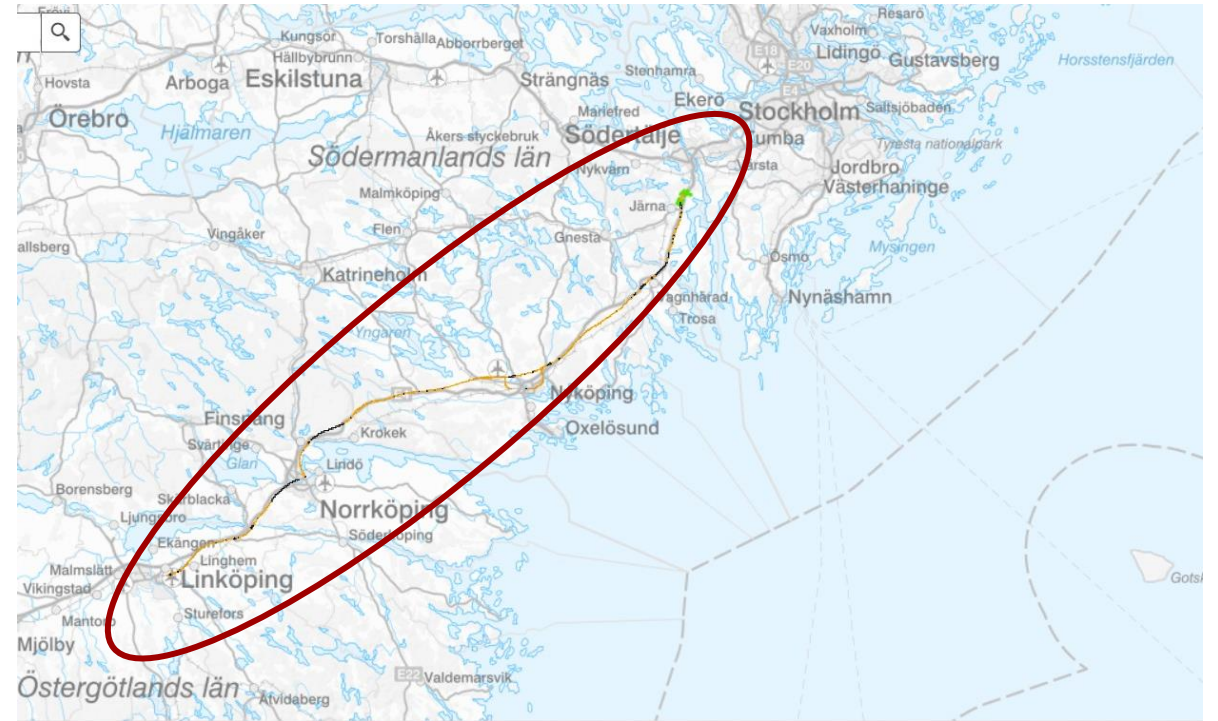 Kungsör
Torshälla
Abborrberget
Resarö
Vaxholm
Hällbybrunn
E18
Lidingö
Gustavsberg
Hovsta
Arboga
Eskilstuna
Strängnäs
Stenhamra
E20
Horsstensfjärden
E4
Örebro
Mariefred
Ekerö
Stockholm
Saltsjöbaden
Hjälmaren
Åkers styckebruk
Södertälje
Tumba
Tyresta nationalpark
Södermanlands län
Nykvarn
Vårsta
Jordbro
Västerhaninge
Malmköping
Järna
Vingåker
Flen
Gnesta
allsberg
Mysingen
Ösmo
Katrineholm
Vagnhärad
Nynäshamn
Trosa
Yngaren
Nyköping
Finspång
Oxelösund
Krokek
Svärtinge
Glan
Lindö
Borensberg
Skärblacka
Norrköping
Ljungsbro
Söderköping
Ekängen
Linghem
Malmslätt
Linköping
Vikingstad
Gotsk
Mantorp
Sturefors
Mjölby
E22
Valdemarsvik
Östergötlands län
Åtvidaberg